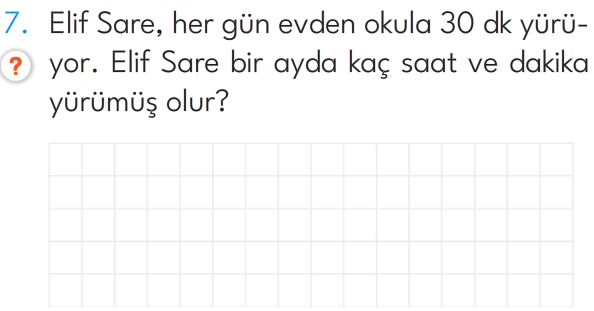 7. Elif Sare, her gün evden okula 30 dk yürü-
? yor. Elif Sare bir ayda kaç saat ve dakika
yürümüş olur?